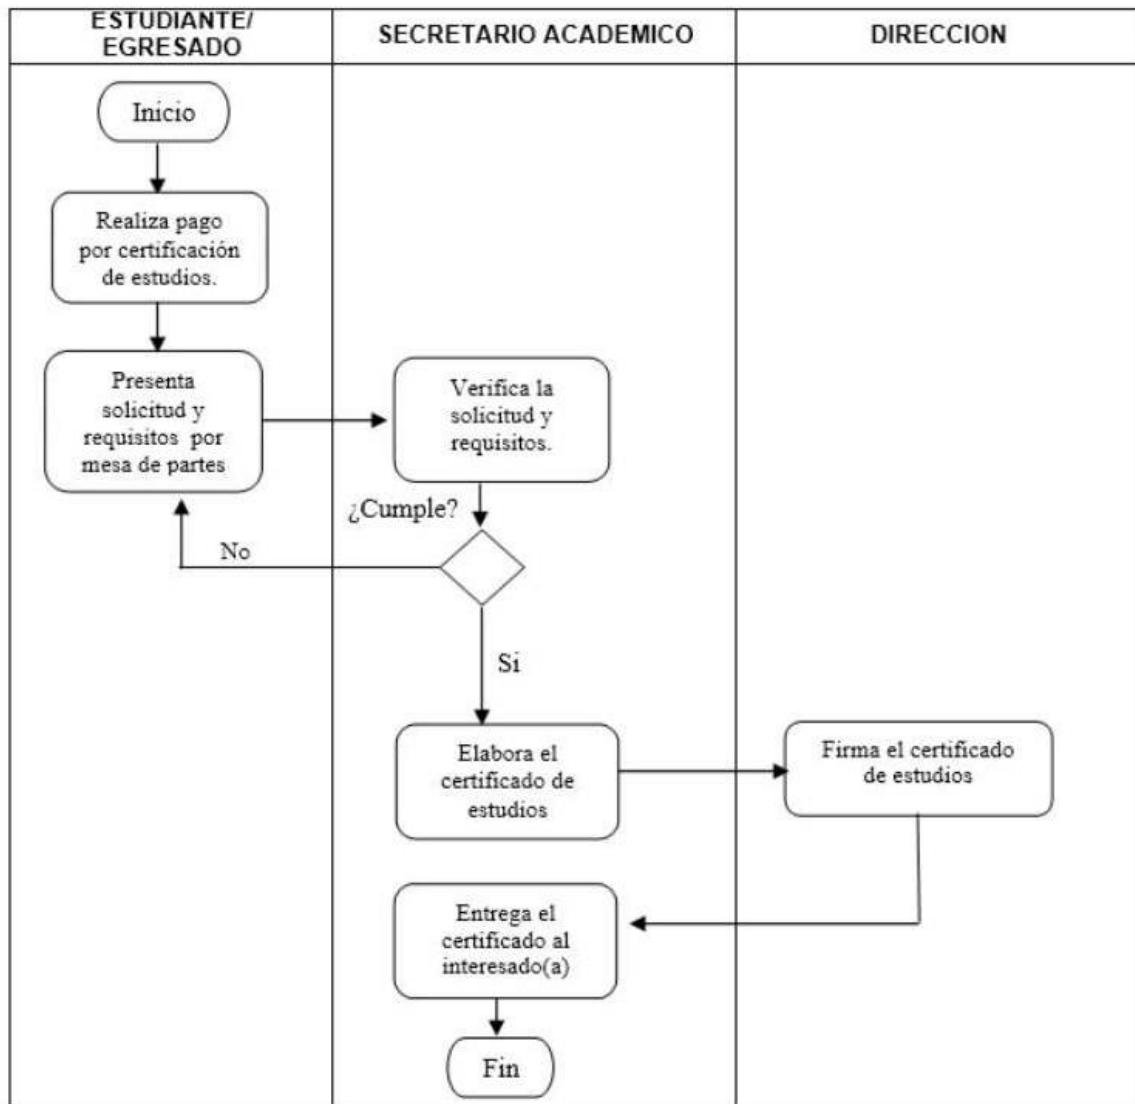 ESTUDIANTE/
EGRESADO
SECRETARIO ACADEMICO
DIRECCION
Inicio
Realiza pago
por certificación
de estudios.
Presenta
solicitud y
requisitos por
mesa de partes
Verifica la
solicitud y
requisitos.
¿Cumple?
No
Si
Elabora el
certificado de
estudios
Firma el certificado
de estudios
Entrega el
certificado al
interesado(a)
Fin